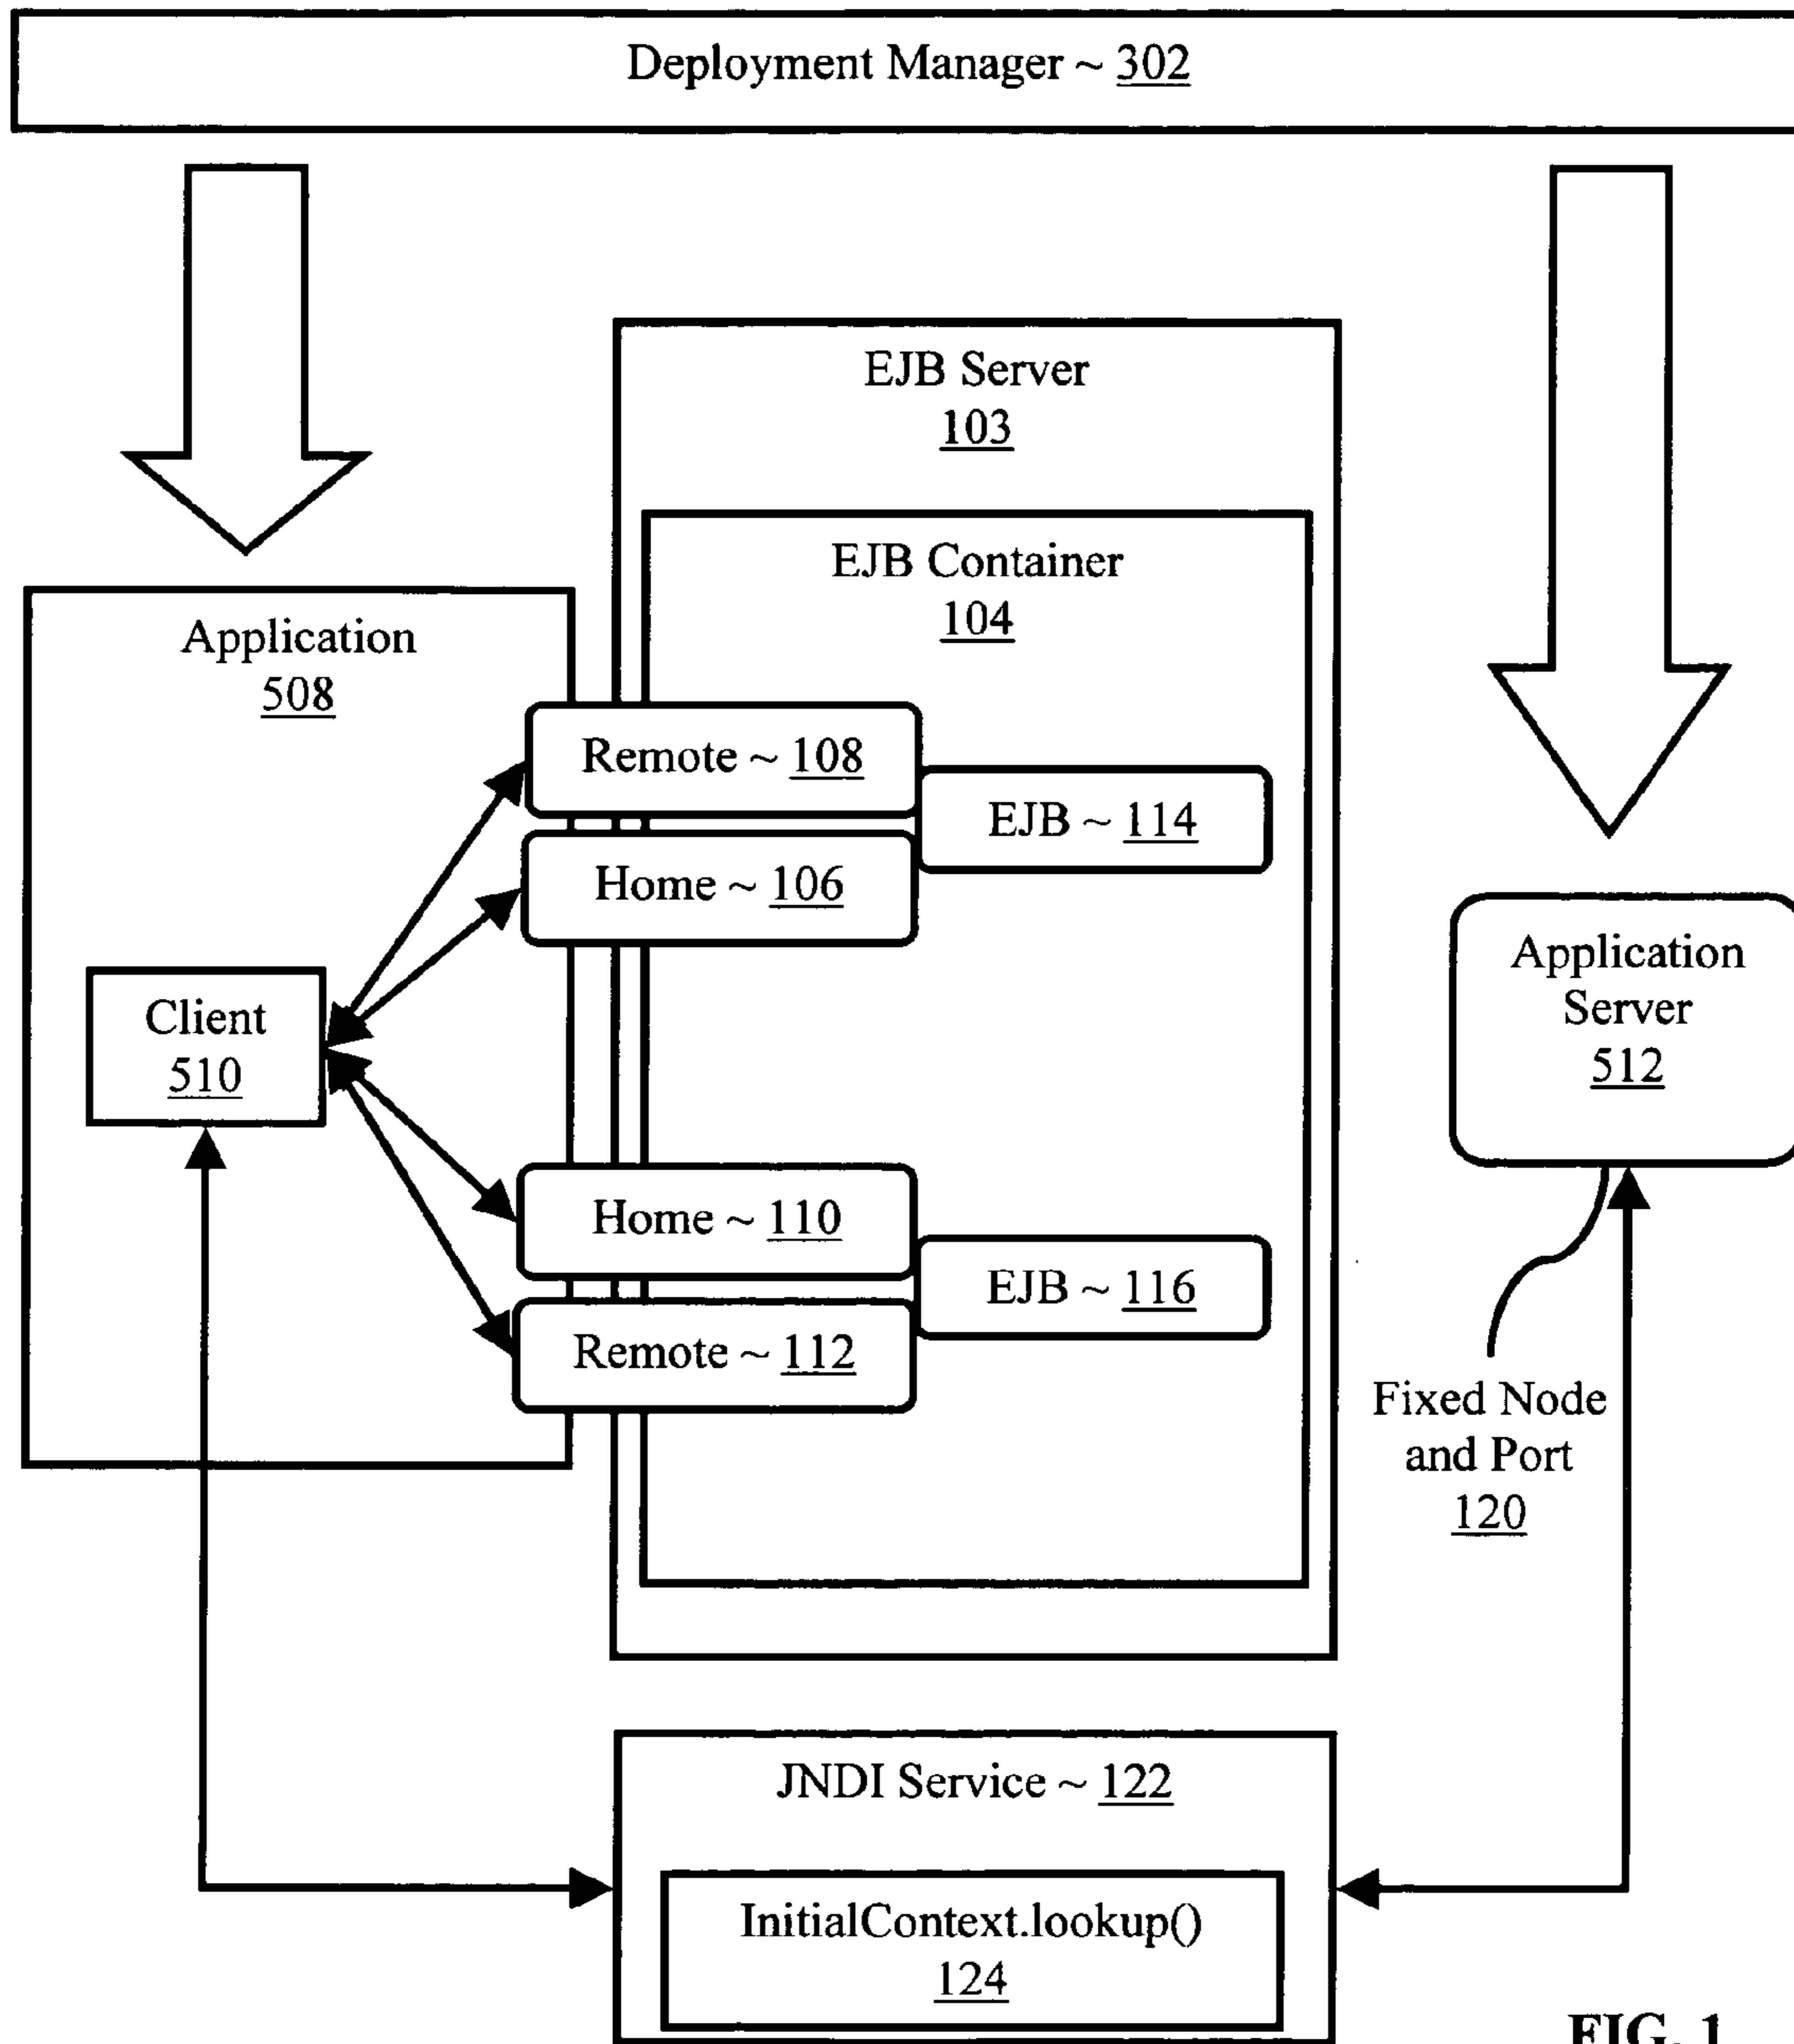 Deployment Manager ~ 302
EJB Server
103
EJB Container
104
Application
508
Remote ~ 108
EJB ~ 114
Home ~ 106
Client
510
Application
Server
512
Home ~ 110
EJB ~ 116
Remote ~ 112
Fixed Node
and Port
120
JNDI Service ~ 122
InitialContext.lookup()
124
FIG. 1